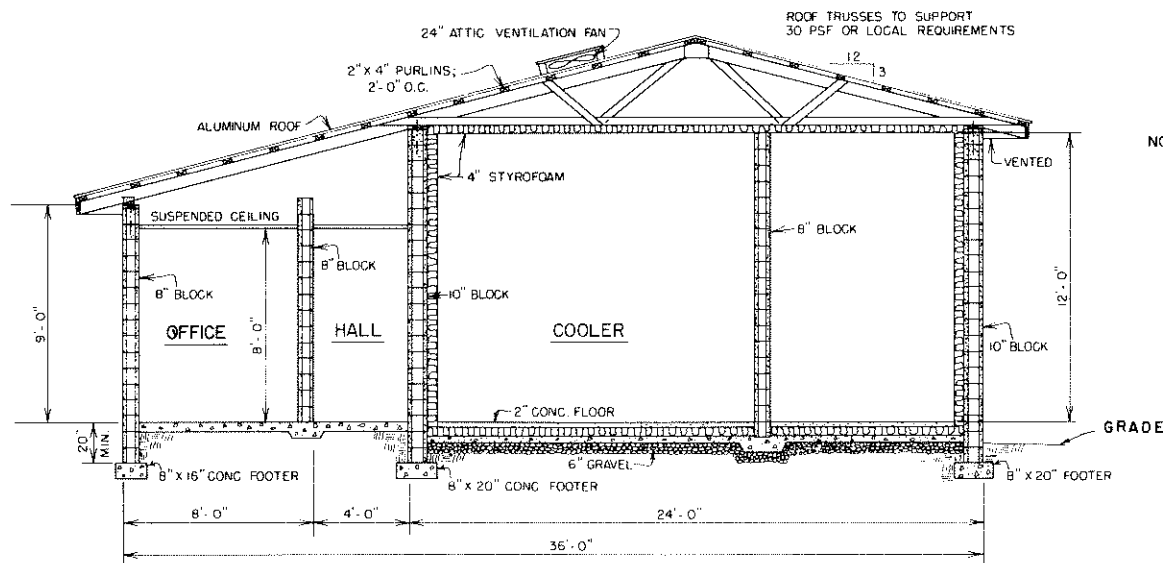 ROOF TRUSSES TO SUPPORT
30 PSF OR LOCAL REQUIREMENTS
24" ATTIC VENTILATION FAN
12
3
2" X 4" PURLINS;
2'-0" O.C.
ALUMINUM ROOF
VENTED
NO
4" STYROFOAM
SUSPENDED CEILING
8" BLOCK
8" BLOCK
8" BLOCK
10" BLOCK
10" BLOCK
9'-0"
8'-0"
12'-0"
OFFICE
HALL
COOLER
2" CONC. FLOOR
GRADE
20"
MIN.
6" GRAVEL
8" X 16" CONC FOOTER
8" X 20" CONC FOOTER
8" X 20" FOOTER
8'-0"
4'-0"
24'-0"
36'-0"